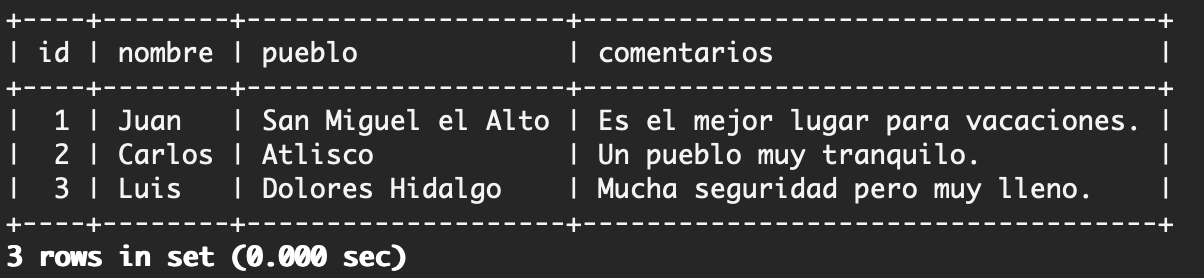 +----+--------+--------------------+------------------------------------+
| id | nombre | pueblo             | comentarios                        |
+----+--------+--------------------+------------------------------------+
|  1 | Juan   | San Miguel el Alto | Es el mejor lugar para vacaciones. |
|  2 | Carlos | Atlisco            | Un pueblo muy tranquilo.           |
|  3 | Luis   | Dolores Hidalgo    | Mucha seguridad pero muy lleno.    |
+----+--------+--------------------+------------------------------------+
3 rows in set (0.000 sec)